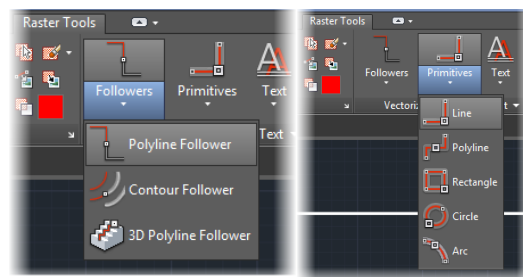 Raster Tools
Followers Primitives Text
Text
Polyline Follower
Contour Follower
3D Polyline Follower
Raster Tools
Followers Primitives Text
Line
Polyline
Rectangle
Circle
Arc